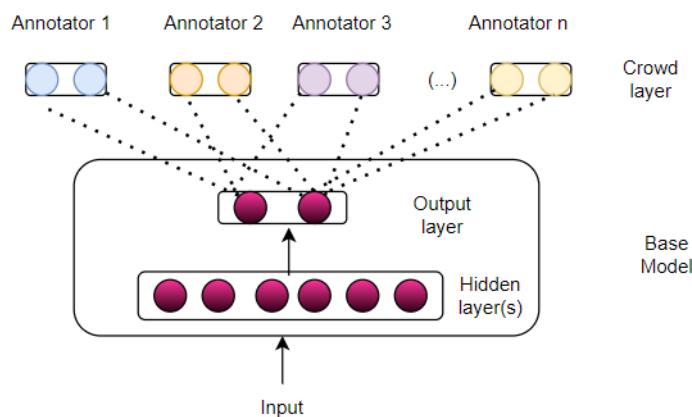 Annotator 1
Annotator 2
Annotator 3
Annotator n
(...)
Crowd
layer
Output
layer
Base
Model
Hidden
layer(s)
Input